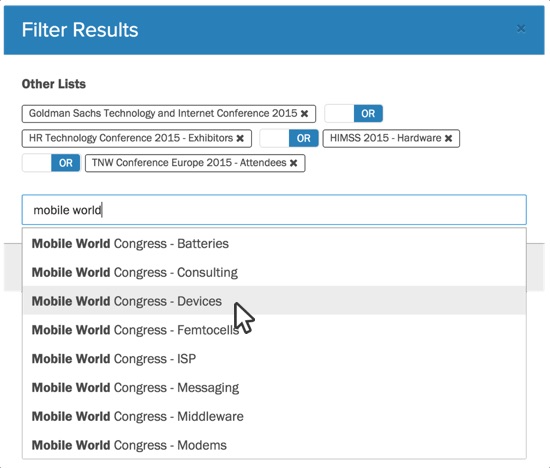 Filter Results ×
Other Lists
Goldman Sachs Technology and Internet Conference 2015 ✖ OR
HR Technology Conference 2015 - Exhibitors ✖ OR HIMSS 2015 - Hardware ✖
OR TNW Conference Europe 2015 - Attendees ✖
mobile world
Mobile World Congress - Batteries
Mobile World Congress - Consulting
Mobile World Congress - Devices
Mobile World Congress - Femtocells
Mobile World Congress - ISP
Mobile World Congress - Messaging
Mobile World Congress - Middleware
Mobile World Congress - Modems